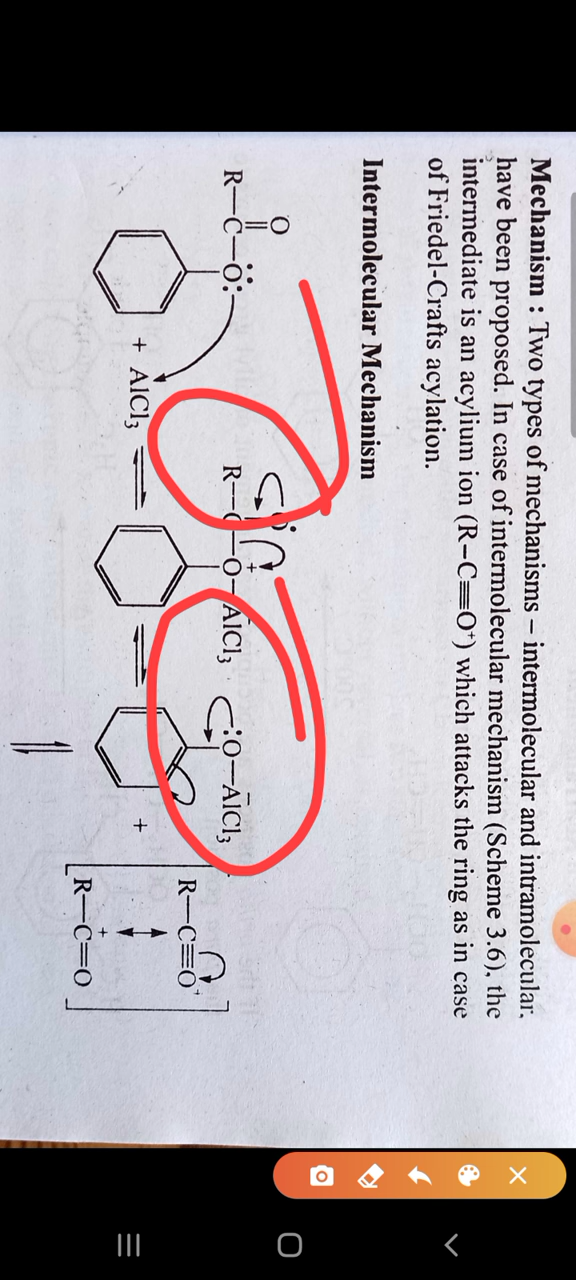 Mechanism : Two types of mechanisms – intermolecular and intramolecular,
have been proposed. In case of intermolecular mechanism (Scheme 3.6), the
intermediate is an acylium ion (R–C≡O⁺) which attacks the ring as in case
of Friedel-Crafts acylation.
Intermolecular Mechanism
O
R—C—O: + AlCl₃ ⇌ R—C—O⁺—AlCl₃ ⇌ :O—AlCl₃ + R—C≡O⁺
R—C⁺=O